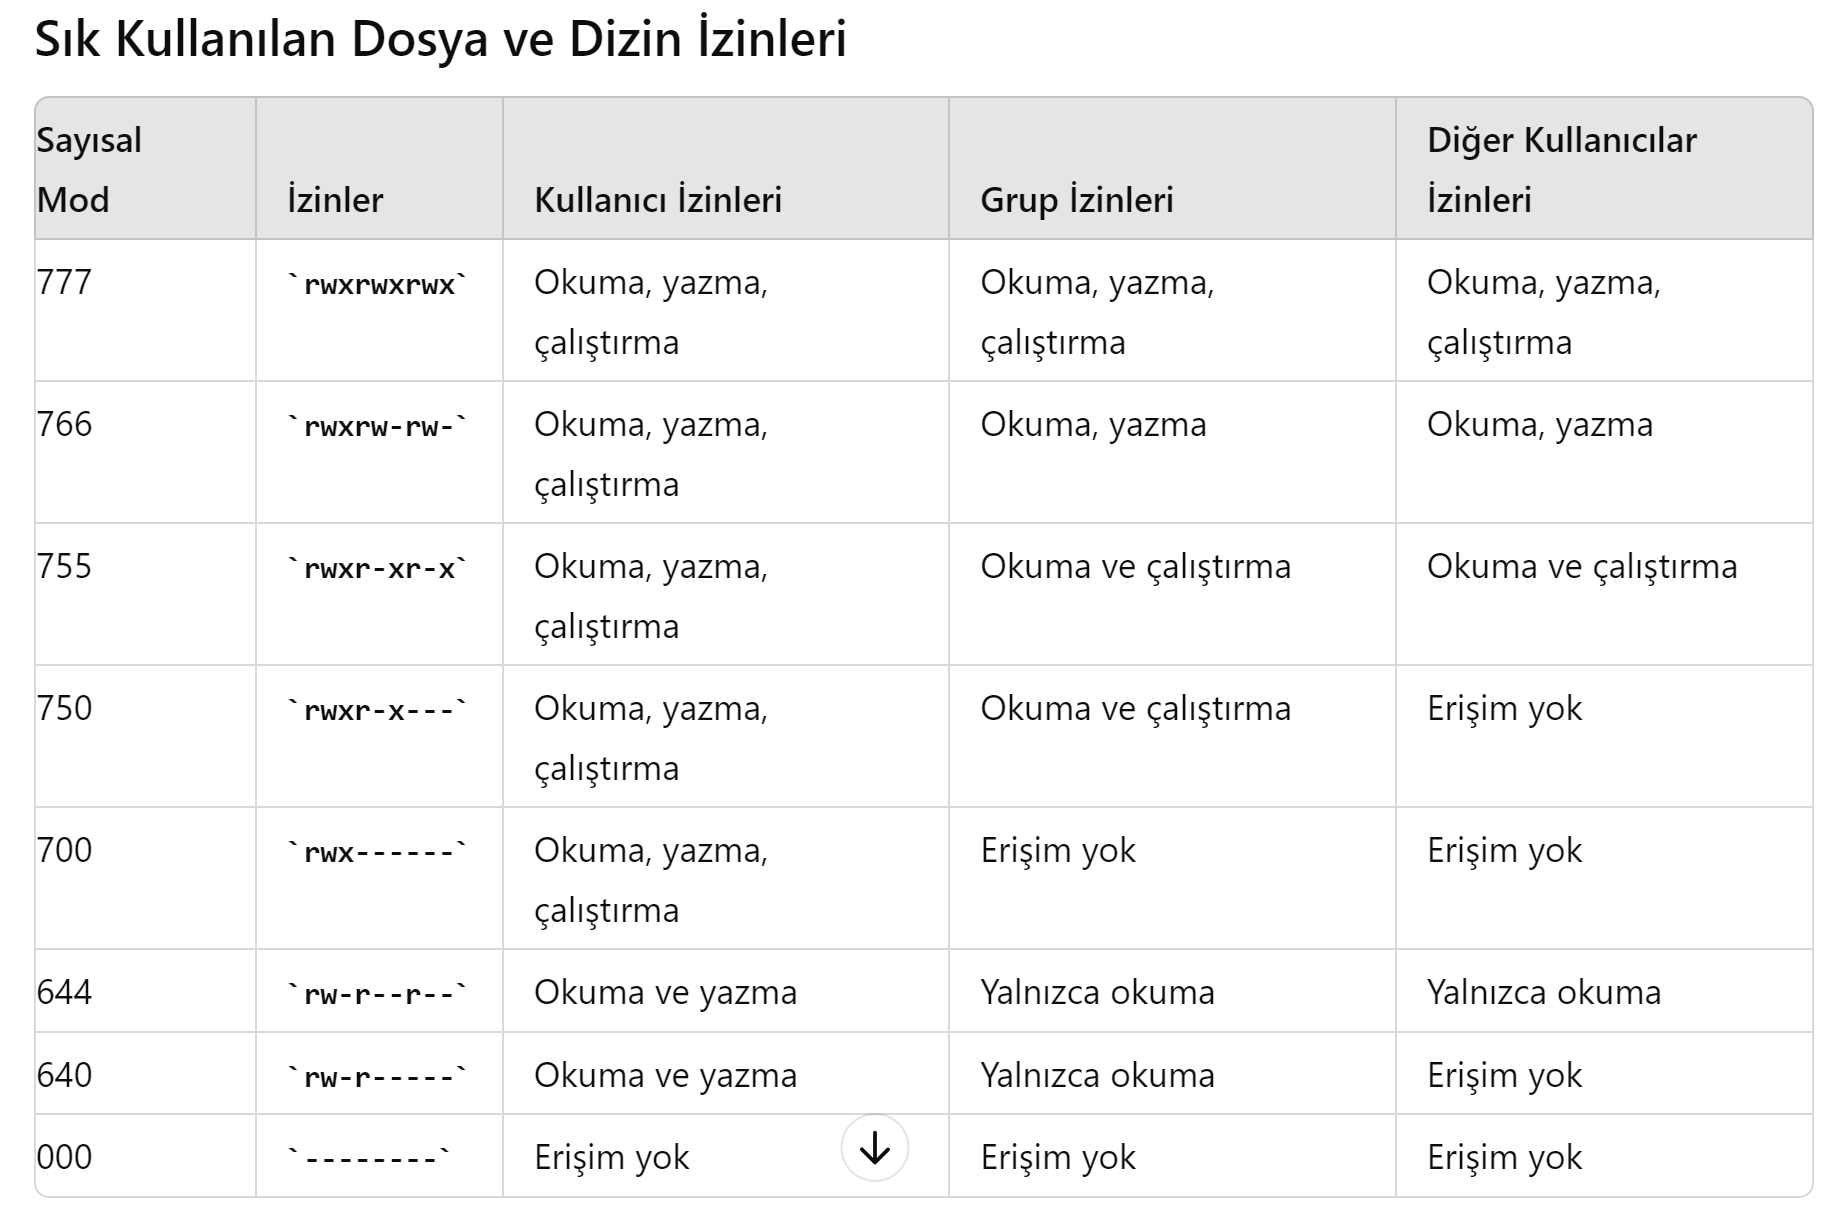 Sık Kullanılan Dosya ve Dizin İzinleri
Sayısal
Mod
İzinler
Kullanıcı İzinleri
Grup İzinleri
Diğer Kullanıcılar
İzinleri
777
`rwxrwxrwx`
Okuma, yazma,
çalıştırma
Okuma, yazma,
çalıştırma
Okuma, yazma,
çalıştırma
766
`rwxrw-rw-`
Okuma, yazma,
çalıştırma
Okuma, yazma
Okuma, yazma
755
`rwxr-xr-x`
Okuma, yazma,
çalıştırma
Okuma ve çalıştırma
Okuma ve çalıştırma
750
`rwxr-x---`
Okuma, yazma,
çalıştırma
Okuma ve çalıştırma
Erişim yok
700
`rwx------`
Okuma, yazma,
çalıştırma
Erişim yok
Erişim yok
644
`rw-r--r--`
Okuma ve yazma
Yalnızca okuma
Yalnızca okuma
640
`rw-r-----`
Okuma ve yazma
Yalnızca okuma
Erişim yok
000
`--------`
Erişim yok
Erişim yok
Erişim yok